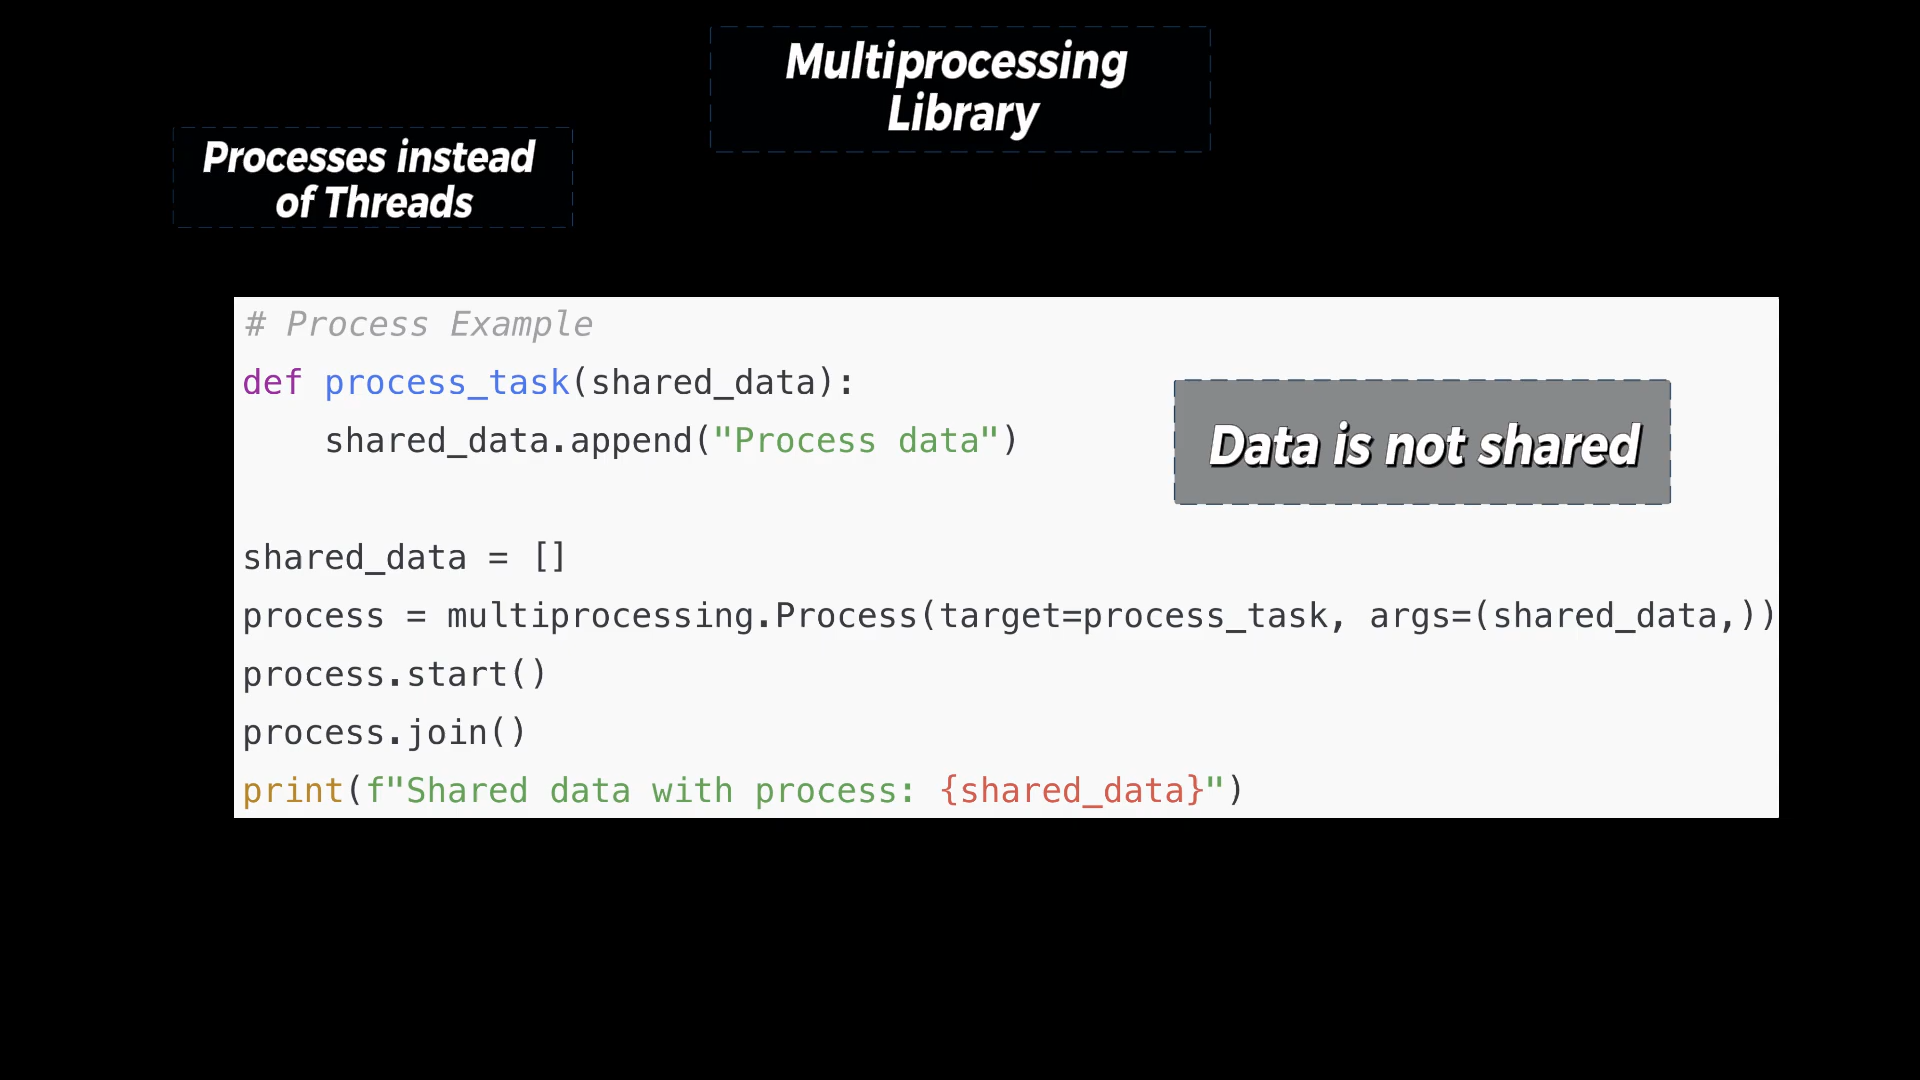 Multiprocessing
Library
Processes instead
of Threads
# Process Example
def process_task(shared_data):
    shared_data.append("Process data")
Data is not shared
shared_data = []
process = multiprocessing.Process(target=process_task, args=(shared_data,))
process.start()
process.join()
print(f"Shared data with process: {shared_data}")